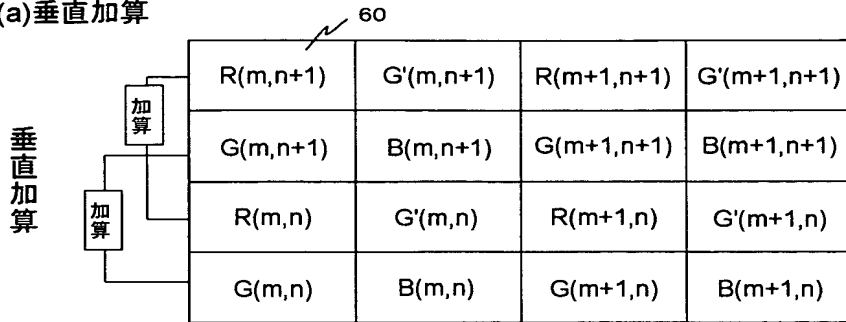 (a)垂直加算
60
垂直加算
加算
加算
R(m,n+1) G'(m,n+1) R(m+1,n+1) G'(m+1,n+1)
G(m,n+1) B(m,n+1) G(m+1,n+1) B(m+1,n+1)
R(m,n) G'(m,n) R(m+1,n) G'(m+1,n)
G(m,n) B(m,n) G(m+1,n) B(m+1,n)